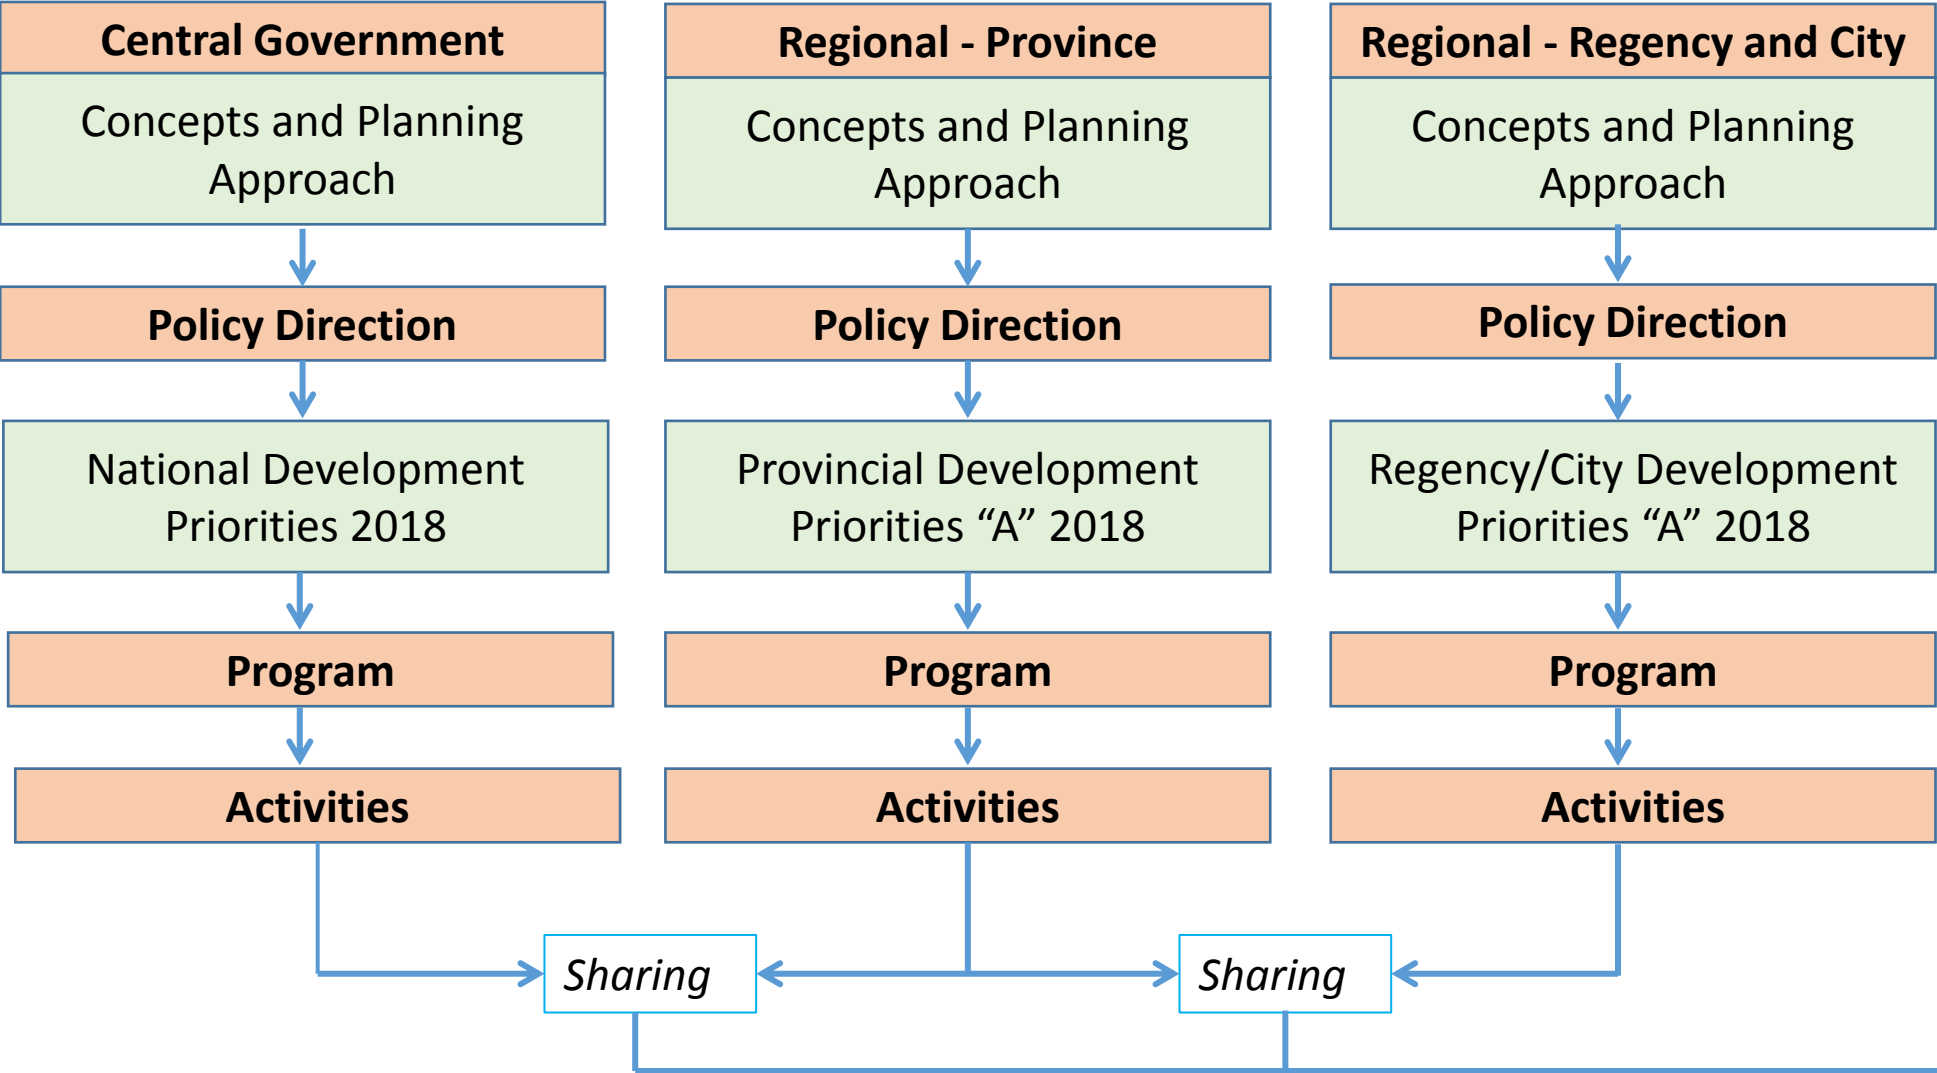 Central Government
Concepts and Planning
Approach
Policy Direction
National Development
Priorities 2018
Program
Activities
Regional - Province
Concepts and Planning
Approach
Policy Direction
Provincial Development
Priorities “A” 2018
Program
Activities
Regional - Regency and City
Concepts and Planning
Approach
Policy Direction
Regency/City Development
Priorities “A” 2018
Program
Activities
Sharing
Sharing